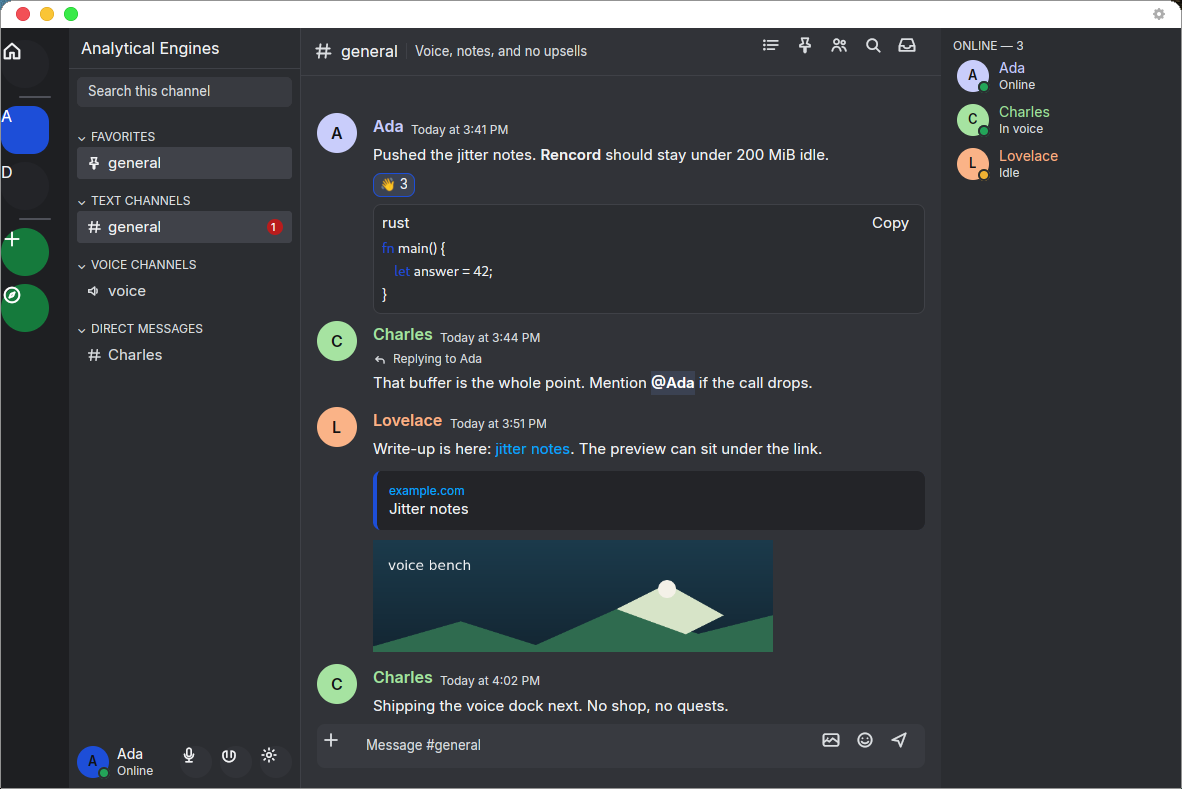 A
D
Analytical Engines
Search this channel
FAVORITES
general
TEXT CHANNELS
# general 1
VOICE CHANNELS
voice
DIRECT MESSAGES
# Charles
A
Ada
Online
# general Voice, notes, and no upsells
A
Ada Today at 3:41 PM
Pushed the jitter notes. Rencord should stay under 200 MiB idle.
👋 3
rust Copy
fn main() {
let answer = 42;
}
C
Charles Today at 3:44 PM
Replying to Ada
That buffer is the whole point. Mention @Ada if the call drops.
L
Lovelace Today at 3:51 PM
Write-up is here: jitter notes. The preview can sit under the link.
example.com
Jitter notes
voice bench
C
Charles Today at 4:02 PM
Shipping the voice dock next. No shop, no quests.
Message #general
ONLINE — 3
A
Ada
Online
C
Charles
In voice
L
Lovelace
Idle